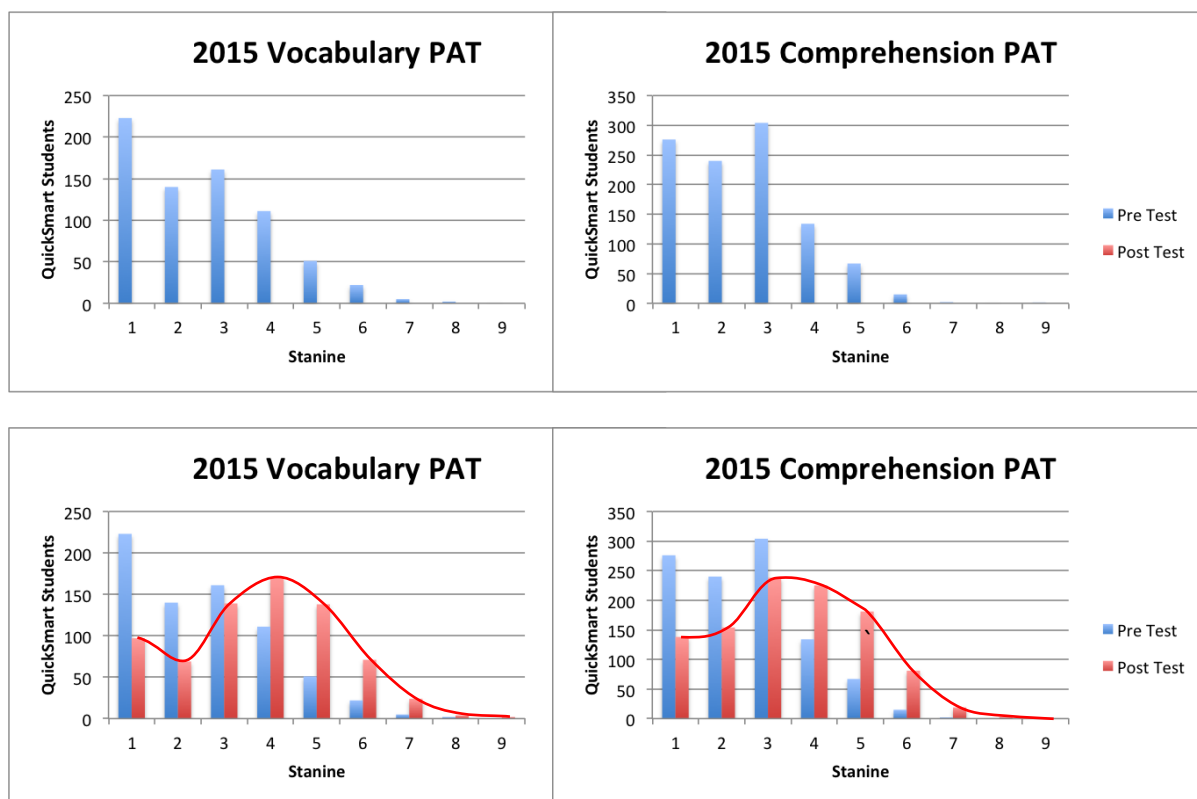 2015 Vocabulary PAT
QuickSmart Students
250
200
150
100
50
0
1 2 3 4 5 6 7 8 9
Stanine
2015 Comprehension PAT
QuickSmart Students
350
300
250
200
150
100
50
0
1 2 3 4 5 6 7 8 9
Stanine
Pre Test
Post Test
2015 Vocabulary PAT
QuickSmart Students
250
200
150
100
50
0
1 2 3 4 5 6 7 8 9
Stanine
2015 Comprehension PAT
QuickSmart Students
350
300
250
200
150
100
50
0
1 2 3 4 5 6 7 8 9
Stanine
Pre Test
Post Test